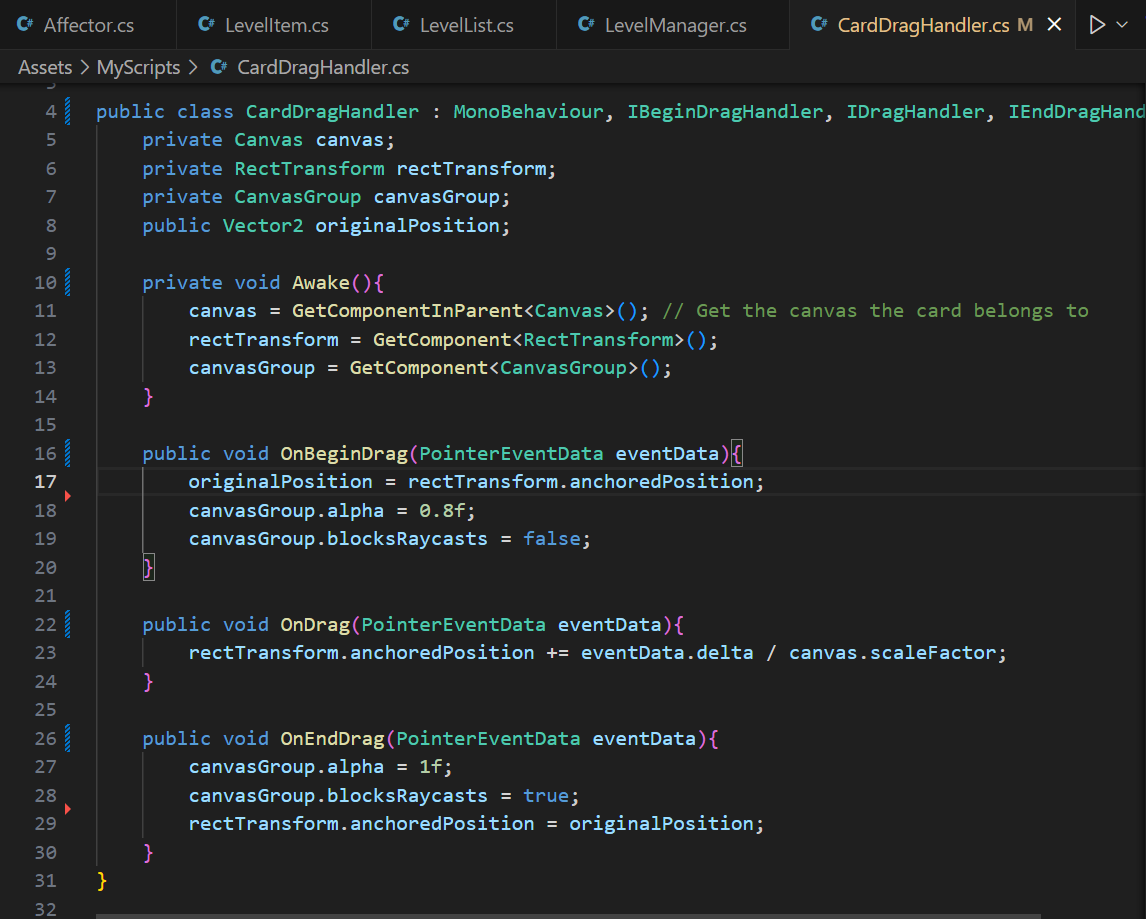 C# Affector.cs C# LevelItem.cs C# LevelList.cs C# LevelManager.cs C# CardDragHandler.cs M
Assets > MyScripts > C# CardDragHandler.cs
4 public class CardDragHandler : MonoBehaviour, IBeginDragHandler, IDragHandler, IEndDragHand
5 private Canvas canvas;
6 private RectTransform rectTransform;
7 private CanvasGroup canvasGroup;
8 public Vector2 originalPosition;
9
10 private void Awake(){
11 canvas = GetComponentInParent<Canvas>(); // Get the canvas the card belongs to
12 rectTransform = GetComponent<RectTransform>();
13 canvasGroup = GetComponent<CanvasGroup>();
14 }
15
16 public void OnBeginDrag(PointerEventData eventData){
17 originalPosition = rectTransform.anchoredPosition;
18 canvasGroup.alpha = 0.8f;
19 canvasGroup.blocksRaycasts = false;
20 }
21
22 public void OnDrag(PointerEventData eventData){
23 rectTransform.anchoredPosition += eventData.delta / canvas.scaleFactor;
24 }
25
26 public void OnEndDrag(PointerEventData eventData){
27 canvasGroup.alpha = 1f;
28 canvasGroup.blocksRaycasts = true;
29 rectTransform.anchoredPosition = originalPosition;
30 }
31 }
32